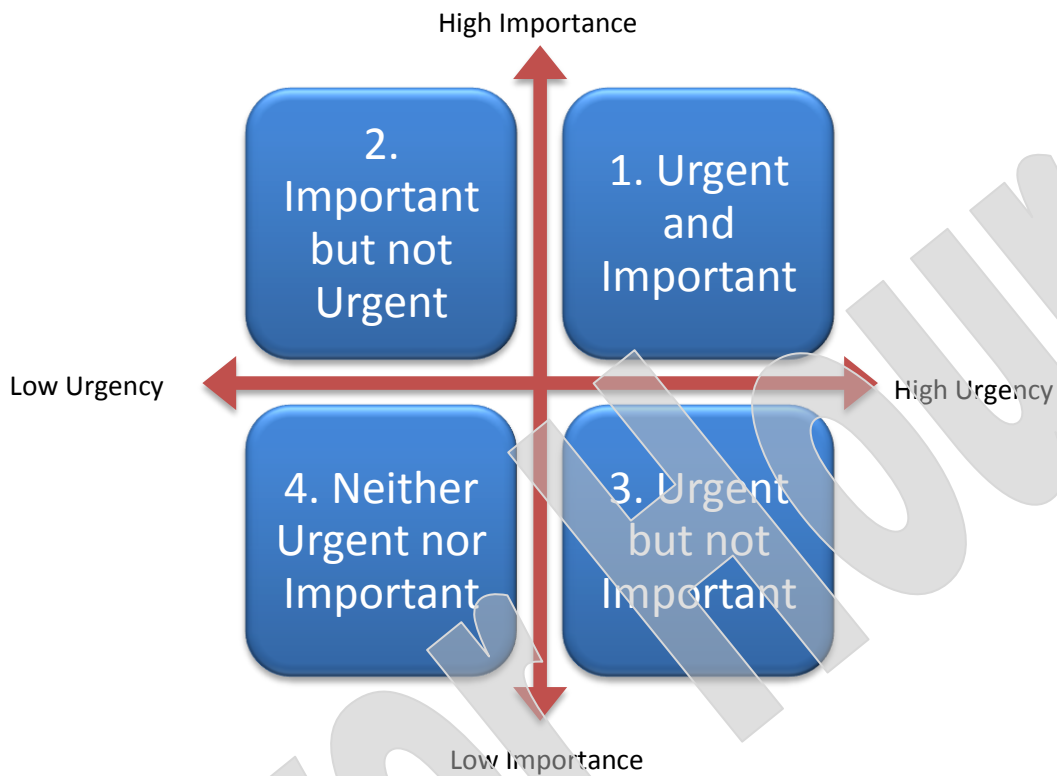 High Importance
2.
Important
but not
Urgent
1. Urgent
and
Important
Low Urgency
High Urgency
4. Neither
Urgent nor
Important
3. Urgent
but not
Important
Low Importance